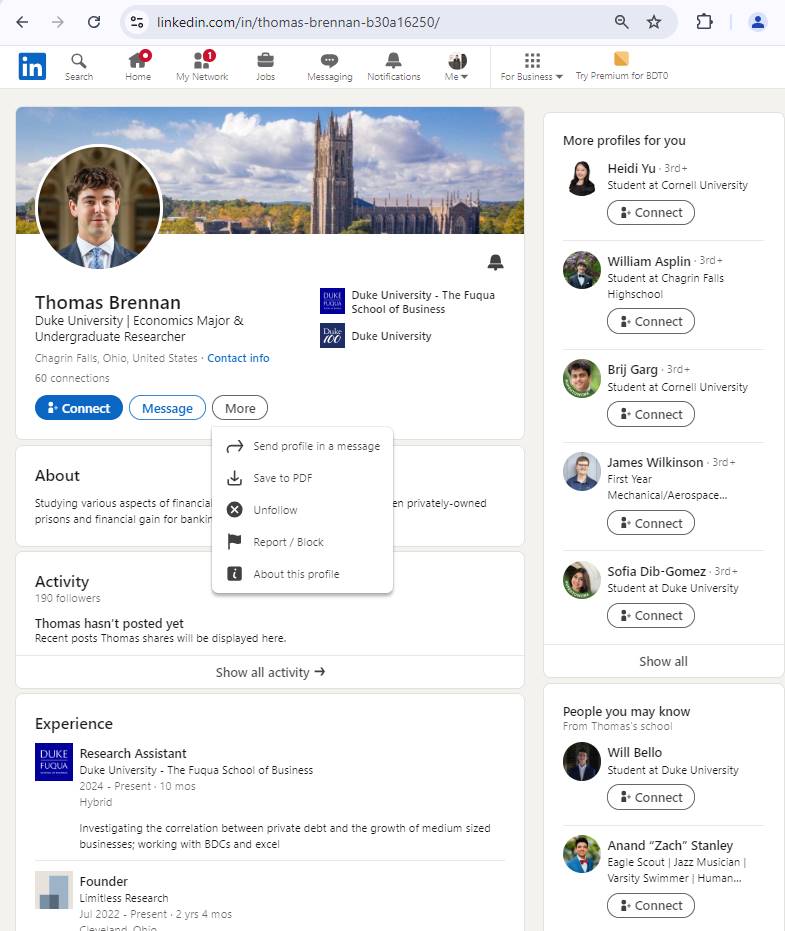 linkedin.com/in/thomas-brennan-b30a16250/
in
Search
Home
1
My Network
Jobs
Messaging
Notifications
Me
For Business
Try Premium for BDT0
Thomas Brennan
Duke University | Economics Major &
Undergraduate Researcher
Chagrin Falls, Ohio, United States · Contact info
60 connections
DUKE
FUQUA
Duke University - The Fuqua
School of Business
Duke
100
Duke University
Connect
Message
More
Send profile in a message
Save to PDF
Unfollow
Report / Block
About this profile
About
Studying various aspects of financial
en privately-owned
prisons and financial gain for bankin
Activity
190 followers
Thomas hasn't posted yet
Recent posts Thomas shares will be displayed here.
Show all activity →
Experience
DUKE
FUQUA
Research Assistant
Duke University - The Fuqua School of Business
2024 - Present · 10 mos
Hybrid
Investigating the correlation between private debt and the growth of medium sized
businesses; working with BDCs and excel
Founder
Limitless Research
Jul 2022 - Present · 2 yrs 4 mos
Cleveland, Ohio
More profiles for you
Heidi Yu · 3rd+
Student at Cornell University
Connect
William Asplin · 3rd+
Student at Chagrin Falls
Highschool
Connect
Brij Garg · 3rd+
Student at Cornell University
Connect
James Wilkinson · 3rd+
First Year
Mechanical/Aerospace...
Connect
Sofia Dib-Gomez · 3rd+
Student at Duke University
Connect
Show all
People you may know
From Thomas's school
Will Bello
Student at Duke University
Connect
Anand “Zach” Stanley
Eagle Scout | Jazz Musician |
Varsity Swimmer | Human...
Connect